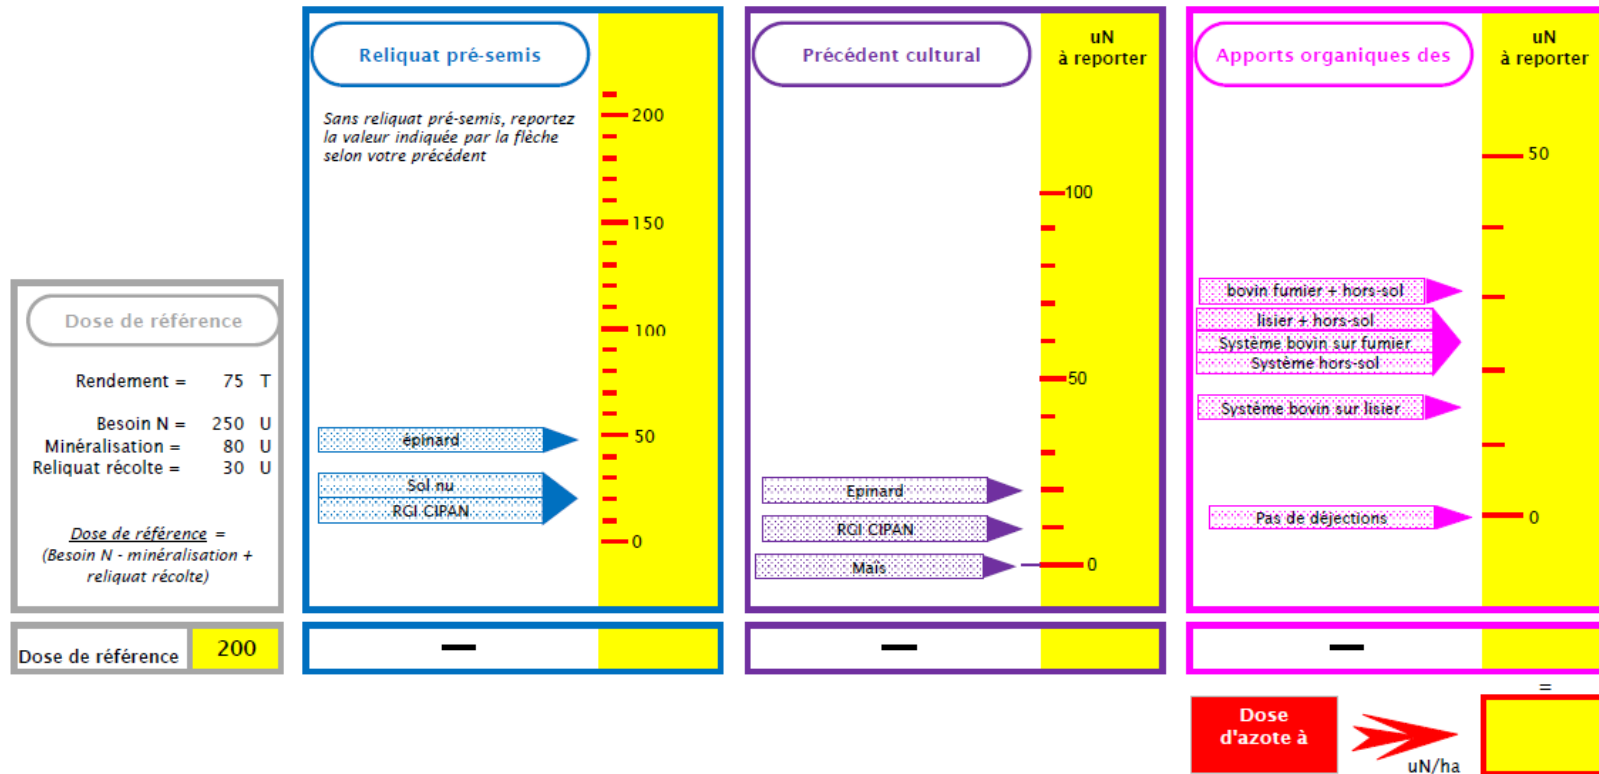 Dose de référence
Rendement = 75 T
Besoin N = 250 U
Minéralisation = 80 U
Reliquat récolte = 30 U
Dose de référence =
(Besoin N - minéralisation +
reliquat récolte)
Dose de référence 200
Reliquat pré-semis
Sans reliquat pré-semis, reportez
la valeur indiquée par la flèche
selon votre précédent
200
150
100
50
0
épinard
Sol nu
RGI CIPAN
—
Précédent cultural
uN
à reporter
100
50
0
Epinard
RGI CIPAN
Maïs
—
Apports organiques des
uN
à reporter
50
0
bovin fumier + hors-sol
lisier + hors-sol
Système bovin sur fumier
Système hors-sol
Système bovin sur lisier
Pas de déjections
—
=
Dose
d'azote à
uN/ha